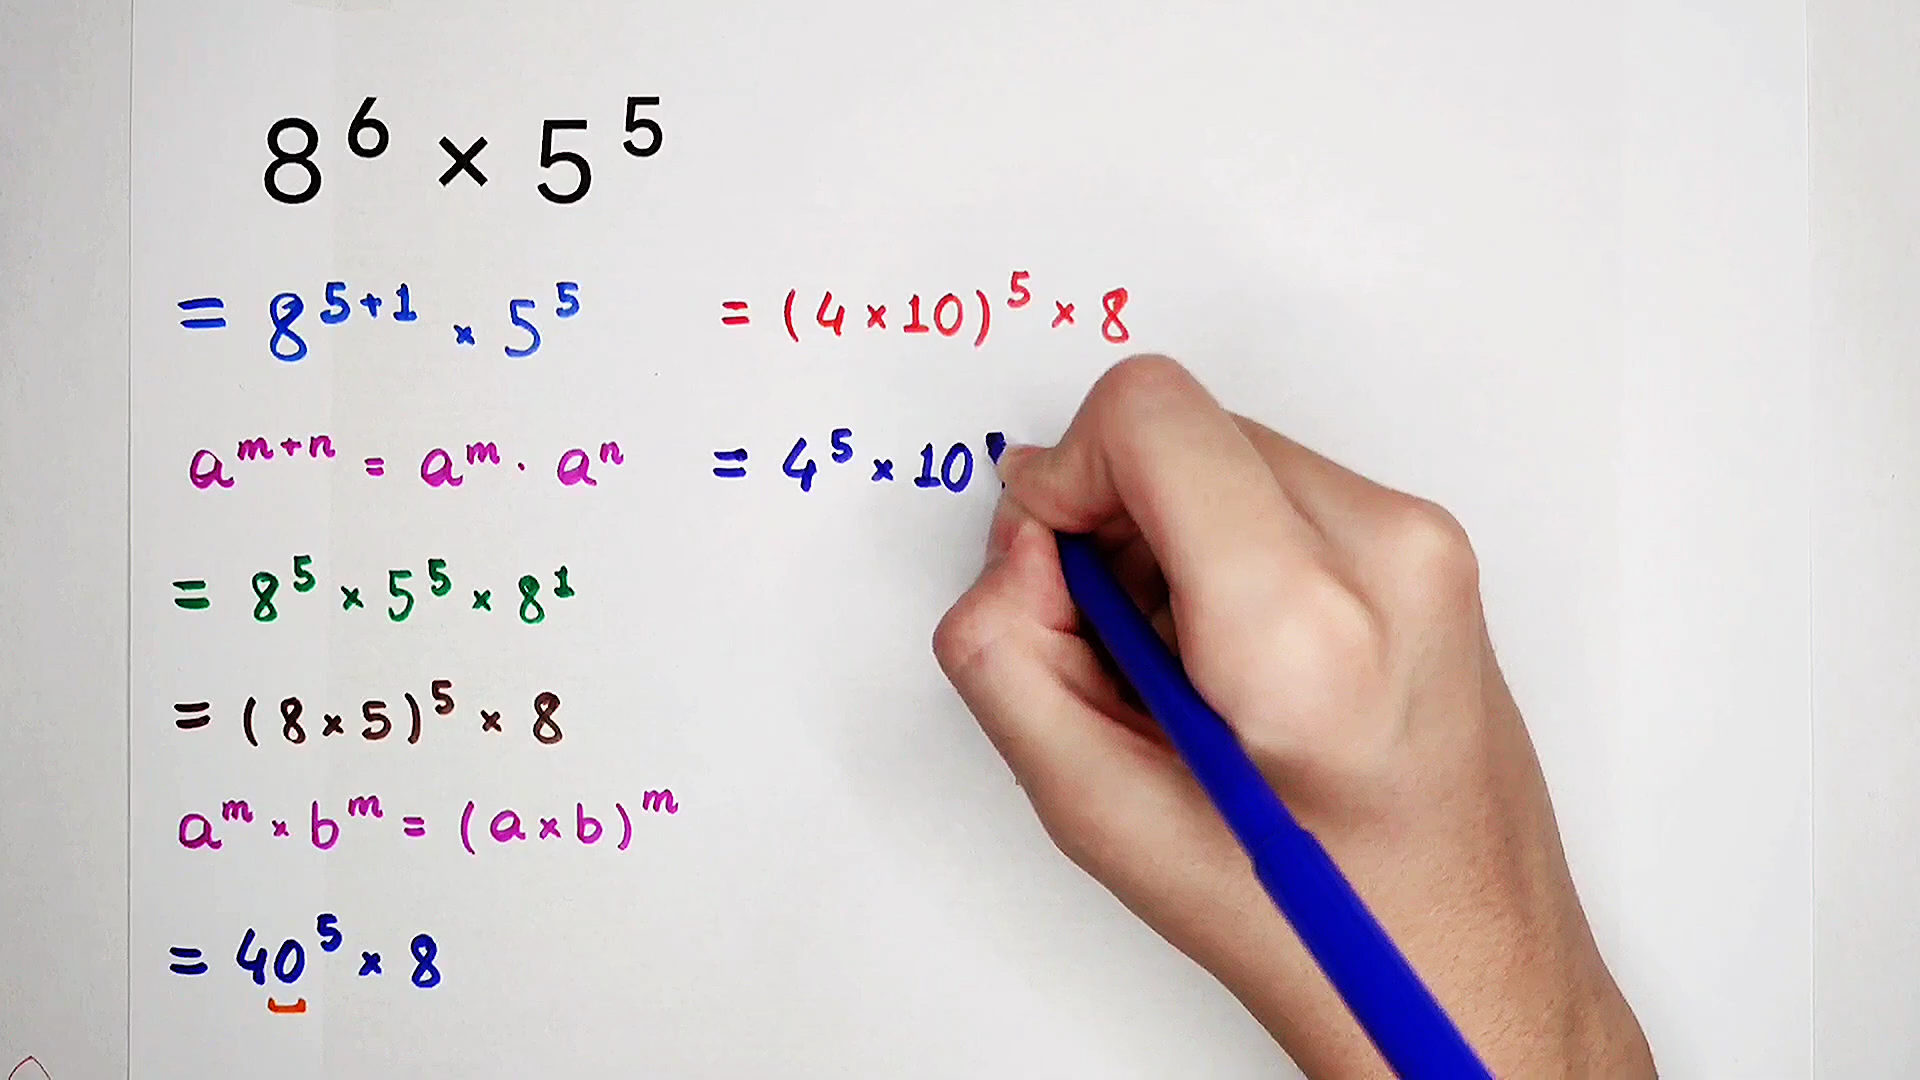 8⁶ × 5⁵
= 8⁵⁺¹ × 5⁵
aᵐ⁺ⁿ = aᵐ · aⁿ
= 8⁵ × 5⁵ × 8¹
= (8 × 5)⁵ × 8
aᵐ × bᵐ = (a × b)ᵐ
= 40⁵ × 8
= (4 × 10)⁵ × 8
= 4⁵ × 10